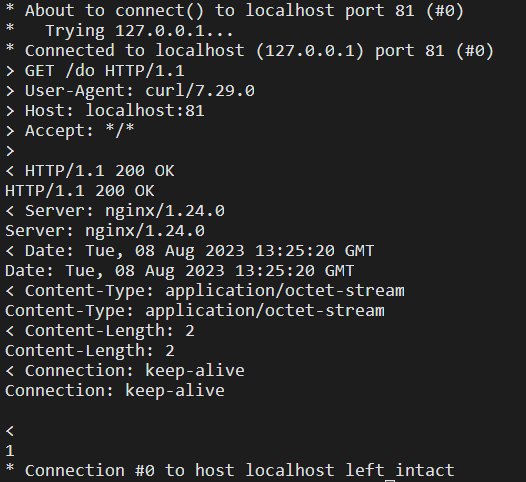 * About to connect() to localhost port 81 (#0)
*   Trying 127.0.0.1...
* Connected to localhost (127.0.0.1) port 81 (#0)
> GET /do HTTP/1.1
> User-Agent: curl/7.29.0
> Host: localhost:81
> Accept: */*
>
< HTTP/1.1 200 OK
HTTP/1.1 200 OK
< Server: nginx/1.24.0
Server: nginx/1.24.0
< Date: Tue, 08 Aug 2023 13:25:20 GMT
Date: Tue, 08 Aug 2023 13:25:20 GMT
< Content-Type: application/octet-stream
Content-Type: application/octet-stream
< Content-Length: 2
Content-Length: 2
< Connection: keep-alive
Connection: keep-alive

<
1
* Connection #0 to host localhost left intact